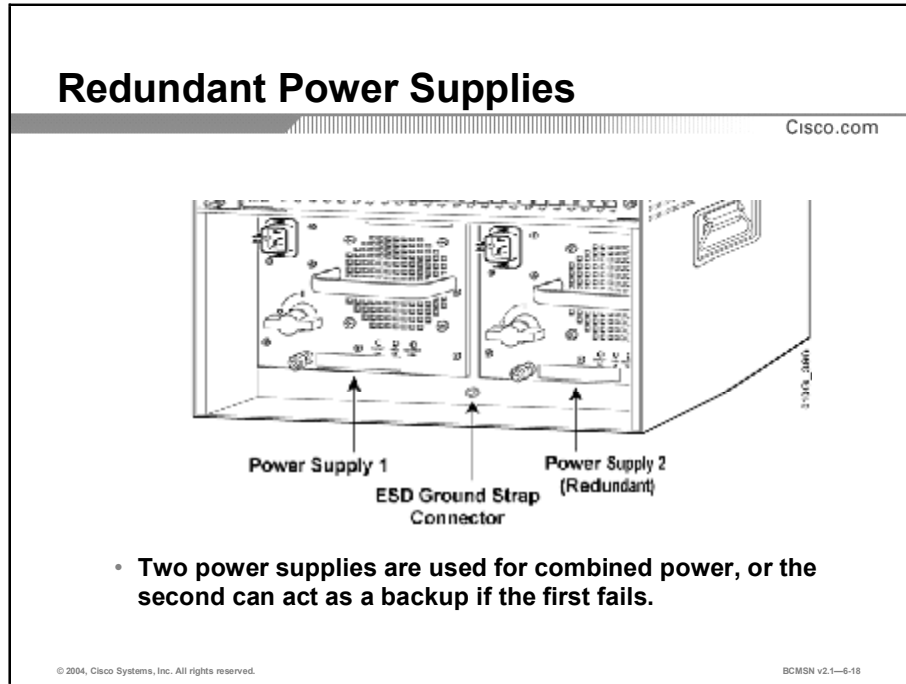 Redundant Power Supplies
Cisco.com
Power Supply 1
ESD Ground Strap
Connector
Power Supply 2
(Redundant)
• Two power supplies are used for combined power, or the
second can act as a backup if the first fails.
© 2004, Cisco Systems, Inc. All rights reserved.
BCMSN v2.1—6-18